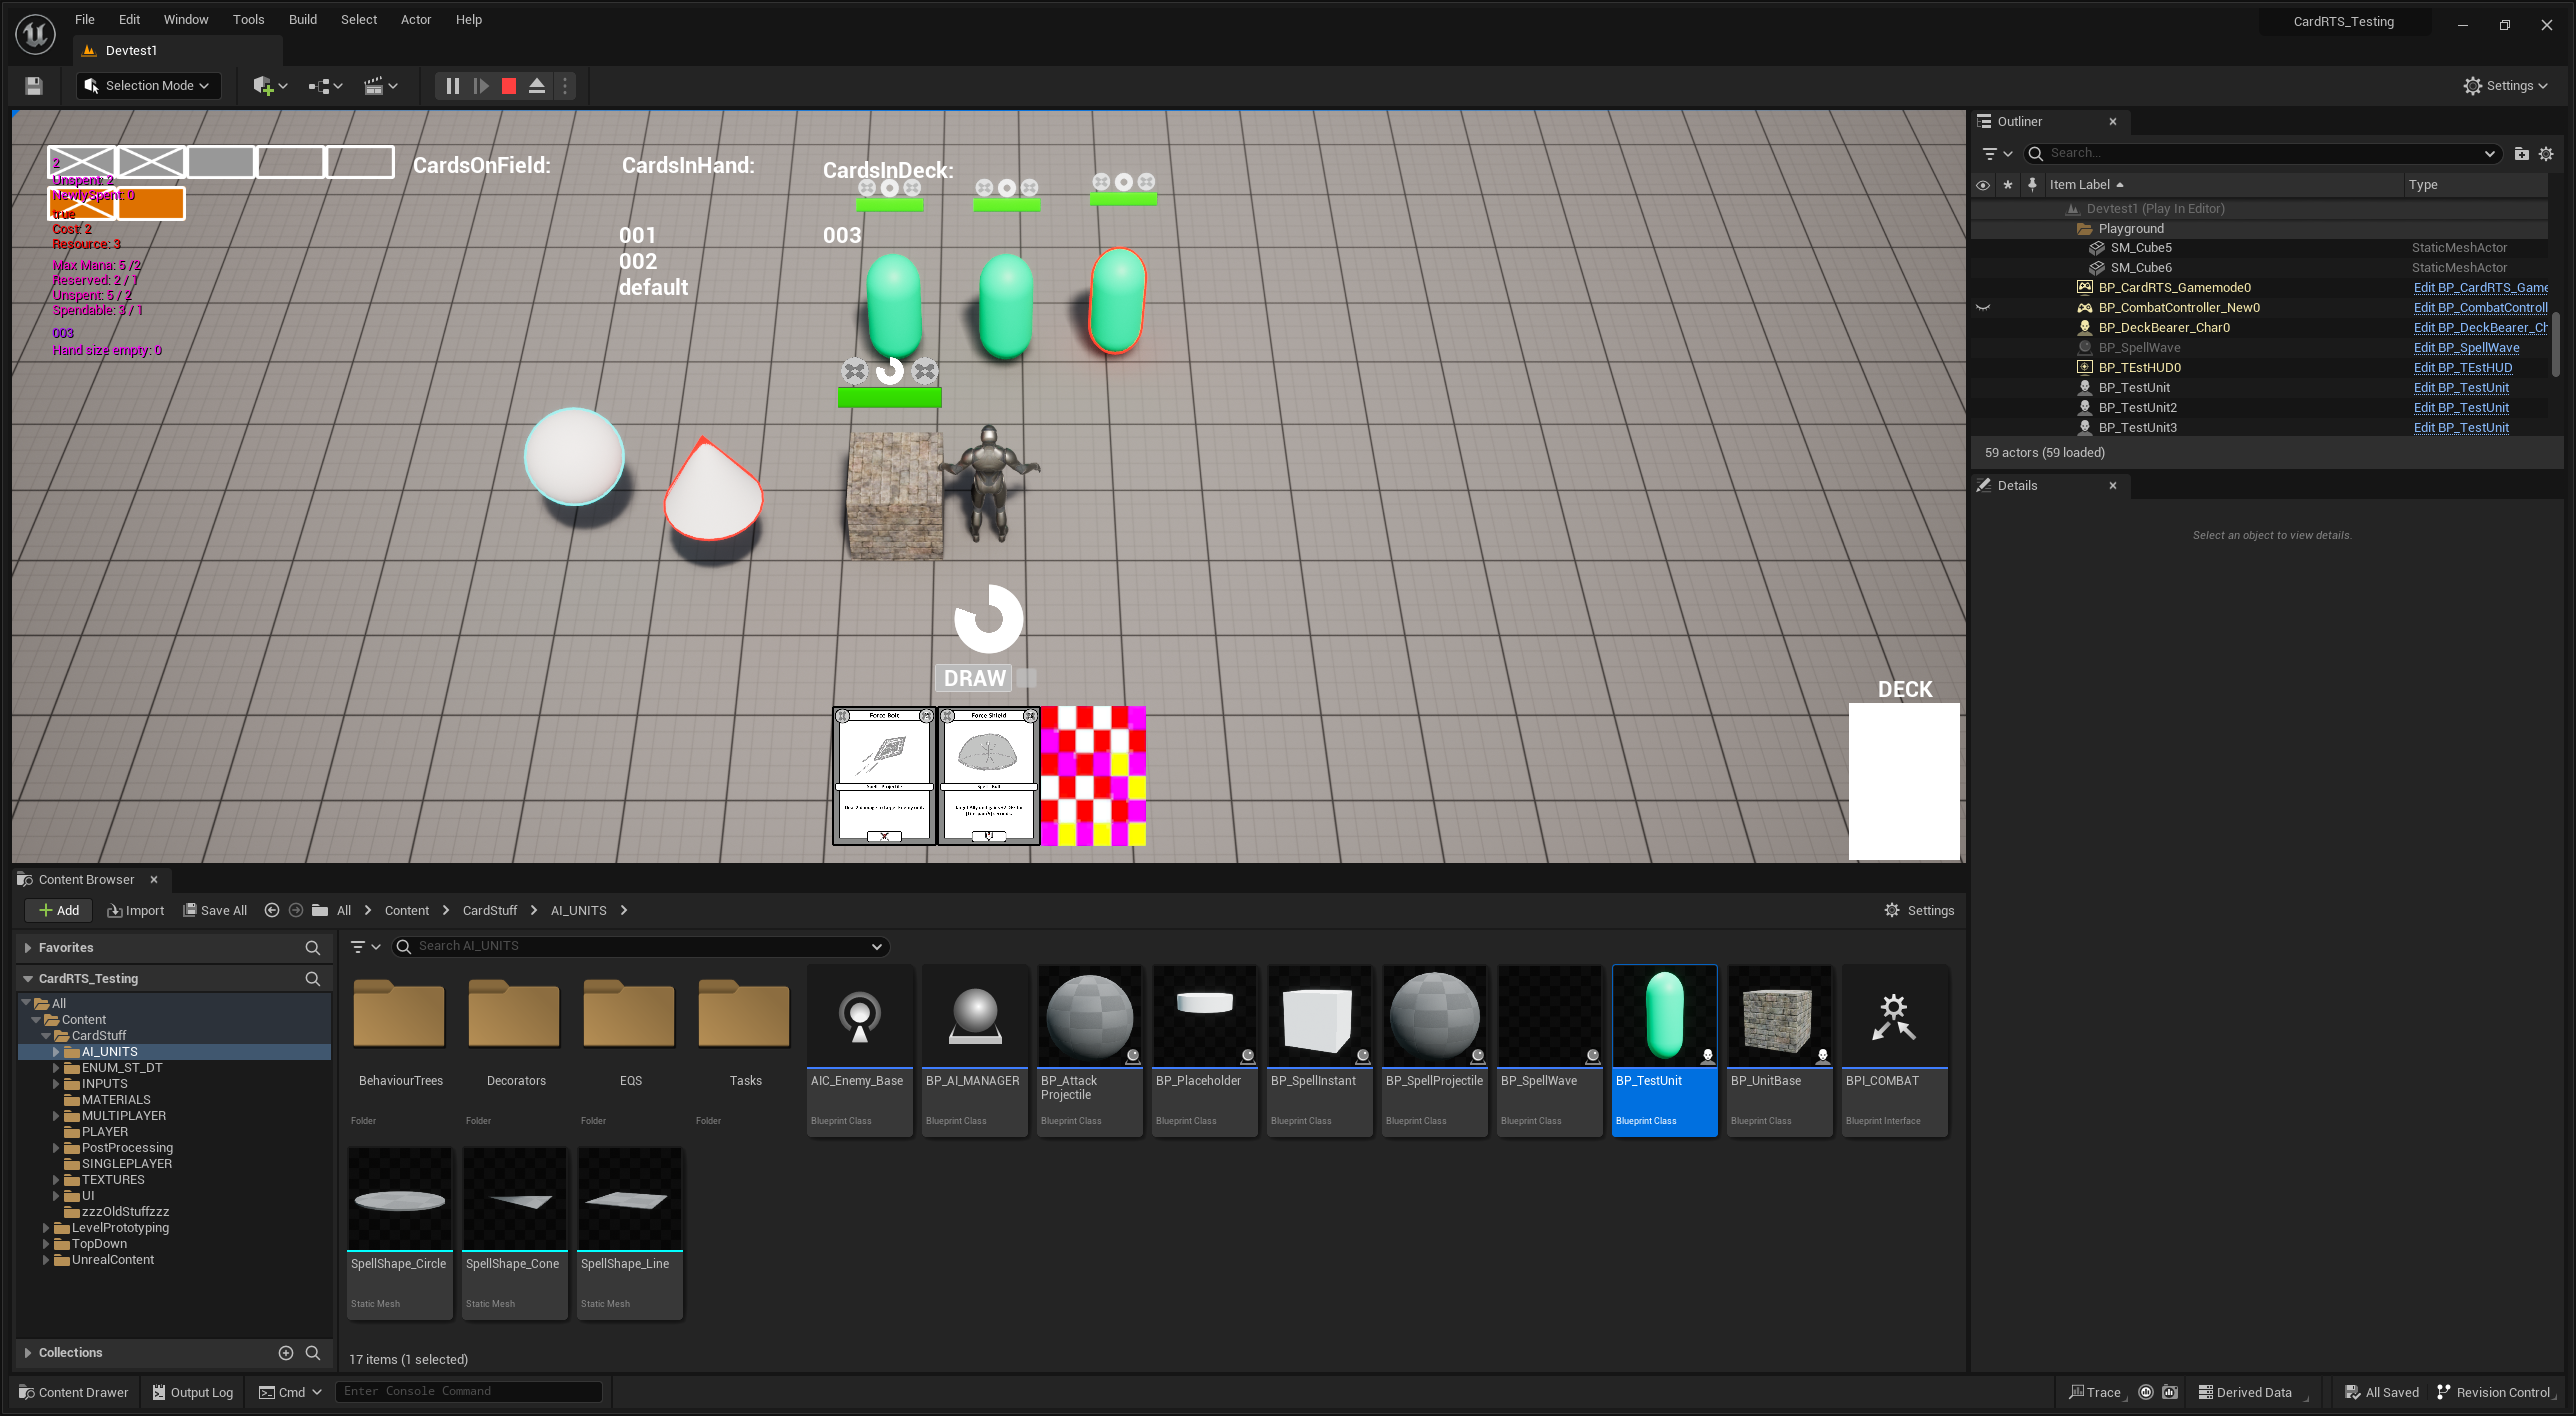 File Edit Window Tools Build Select Actor Help
CardRTS_Testing
Devtest1
Selection Mode
Settings
CardsOnField:
CardsInHand:
CardsInDeck:
2
Unspent: 2
NewlySpent: 0
true
Cost: 2
Resource: 3
Max Mana: 5 /2
Reserved: 2 / 1
Unspent: 5 / 2
Spendable: 3 / 1
003
Hand size empty: 0
001
002
default
003
DRAW
DECK
Force Bolt
Force Shield
Outliner
Search...
Item Label
Type
Devtest1 (Play In Editor)
Playground
SM_Cube5 StaticMeshActor
SM_Cube6 StaticMeshActor
BP_CardRTS_Gamemode0 Edit BP_CardRTS_Game
BP_CombatController_New0 Edit BP_CombatControll
BP_DeckBearer_Char0 Edit BP_DeckBearer_Ch
BP_SpellWave Edit BP_SpellWave
BP_TEstHUD0 Edit BP_TEstHUD
BP_TestUnit Edit BP_TestUnit
BP_TestUnit2 Edit BP_TestUnit
BP_TestUnit3 Edit BP_TestUnit
59 actors (59 loaded)
Details
Select an object to view details.
Content Browser
Add Import Save All All Content CardStuff AI_UNITS
Settings
Favorites
CardRTS_Testing
All
Content
CardStuff
AI_UNITS
ENUM_ST_DT
INPUTS
MATERIALS
MULTIPLAYER
PLAYER
PostProcessing
SINGLEPLAYER
TEXTURES
UI
zzzOldStuffzzz
LevelPrototyping
TopDown
UnrealContent
Collections
Search AI_UNITS
BehaviourTrees
Folder
Decorators
Folder
EQS
Folder
Tasks
Folder
AIC_Enemy_Base
Blueprint Class
BP_AI_MANAGER
Blueprint Class
BP_Attack
Projectile
Blueprint Class
BP_Placeholder
Blueprint Class
BP_SpellInstant
Blueprint Class
BP_SpellProjectile
Blueprint Class
BP_SpellWave
Blueprint Class
BP_TestUnit
Blueprint Class
BP_UnitBase
Blueprint Class
BPI_COMBAT
Blueprint Interface
SpellShape_Circle
Static Mesh
SpellShape_Cone
Static Mesh
SpellShape_Line
Static Mesh
17 items (1 selected)
Content Drawer Output Log Cmd Enter Console Command
Trace Derived Data All Saved Revision Control